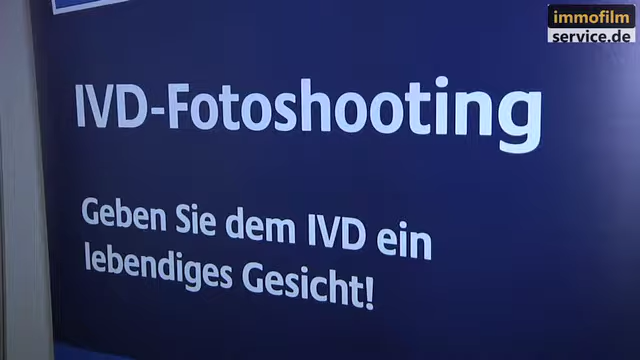 immofilm
service.de
IVD-Fotoshooting
Geben Sie dem IVD ein
lebendiges Gesicht!